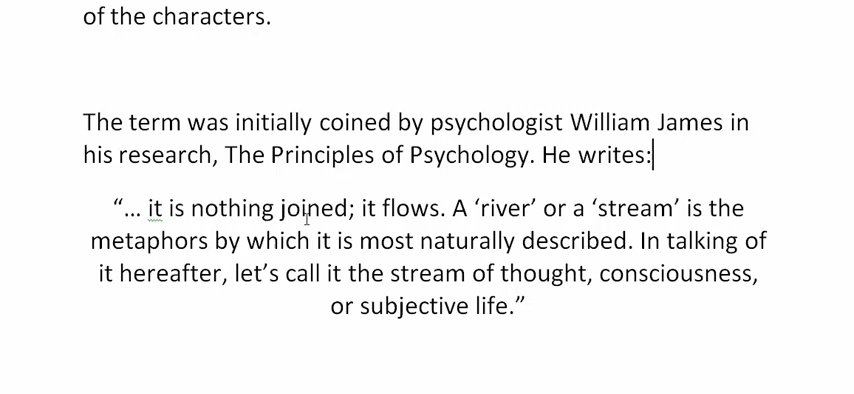 of the characters.
The term was initially coined by psychologist William James in
his research, The Principles of Psychology. He writes:
“… it is nothing joined; it flows. A ‘river’ or a ‘stream’ is the
metaphors by which it is most naturally described. In talking of
it hereafter, let’s call it the stream of thought, consciousness,
or subjective life.”